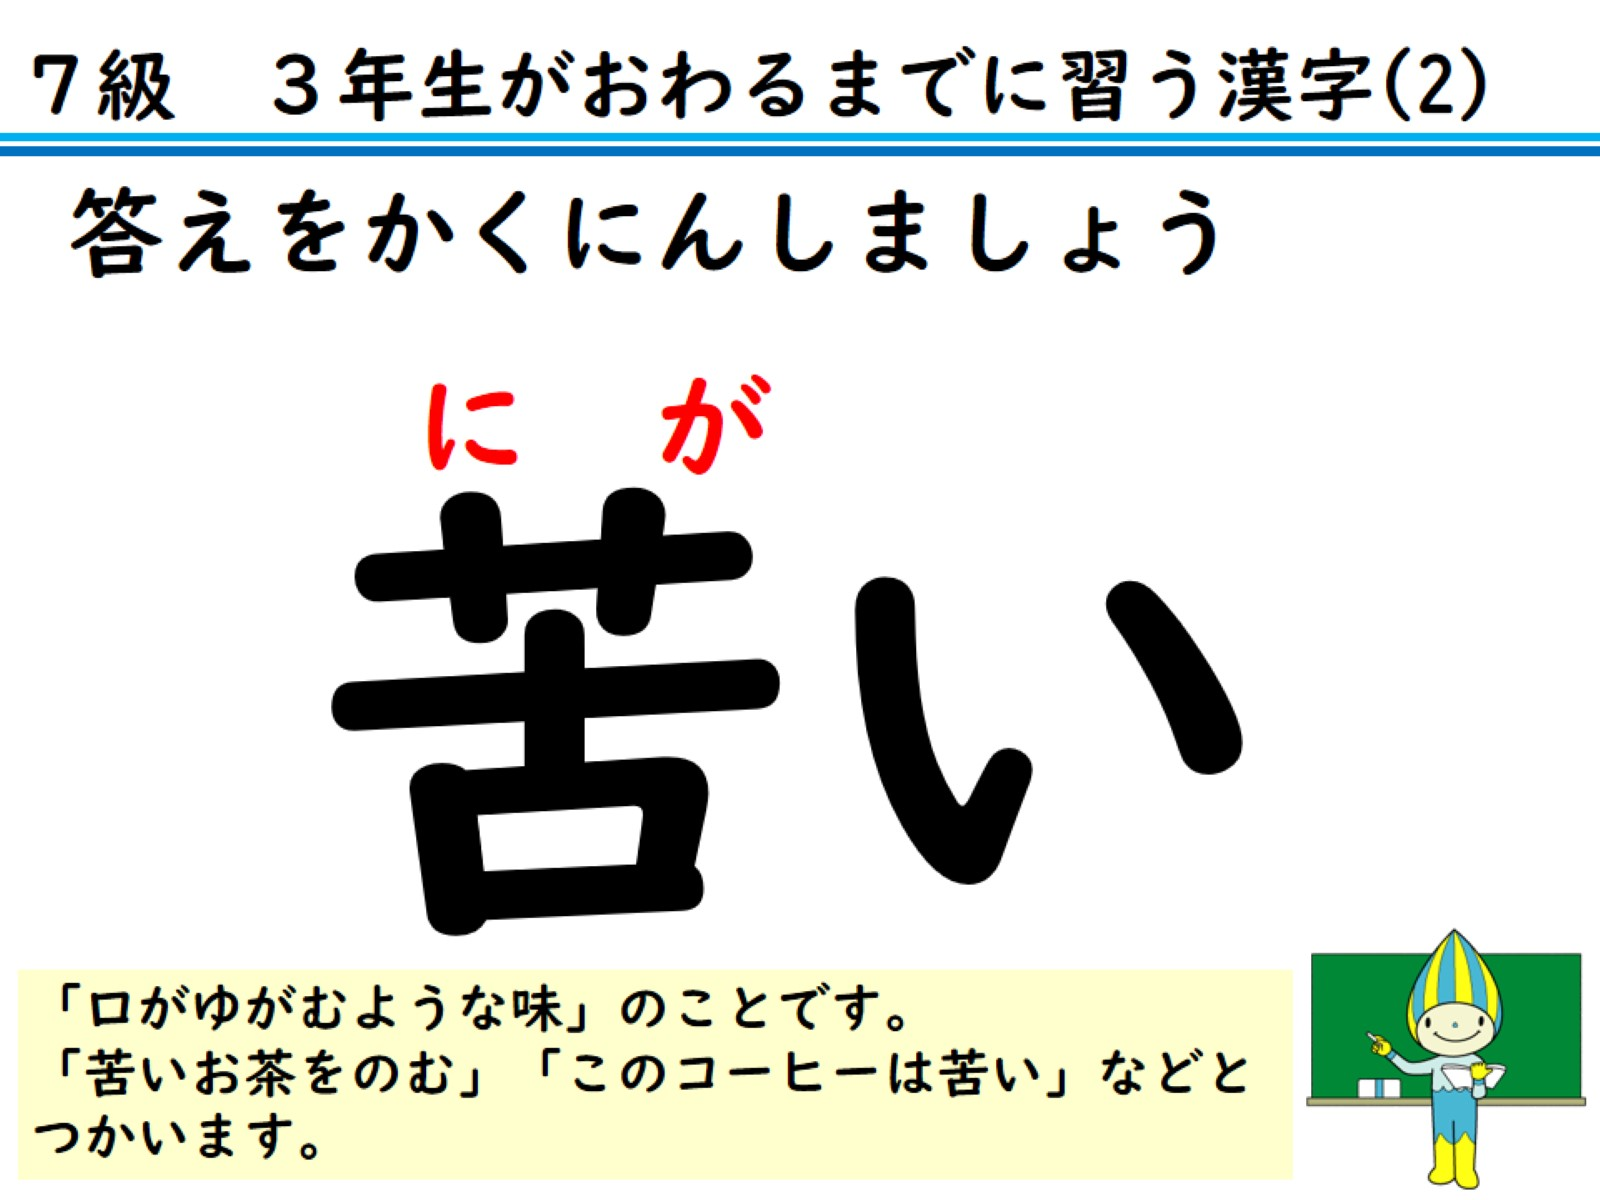 ７級　３年生がおわるまでに習う漢字(2)
答えをかくにんしましょう
にが
苦い
「口がゆがむような味」のことです。
「苦いお茶をのむ」「このコーヒーは苦い」などと
つかいます。